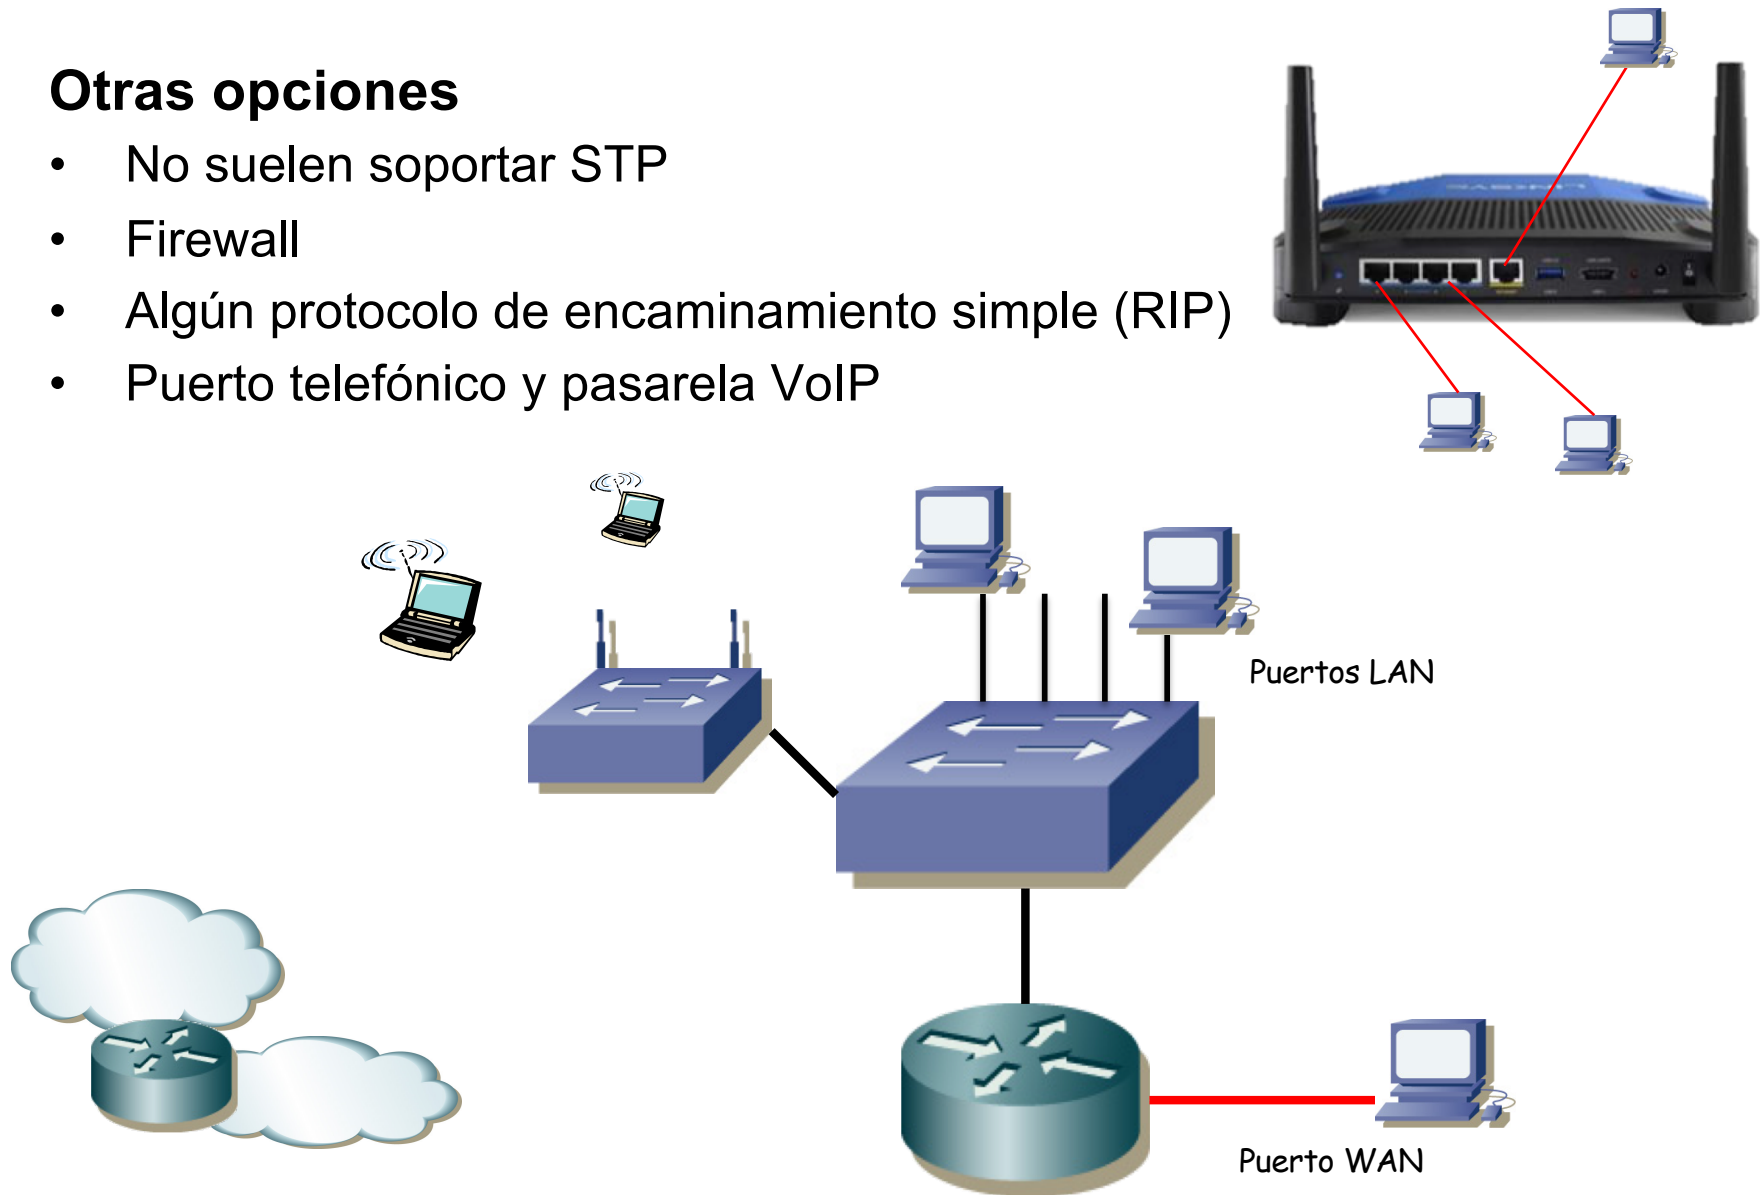 Otras opciones
• No suelen soportar STP
• Firewall
• Algún protocolo de encaminamiento simple (RIP)
• Puerto telefónico y pasarela VoIP
Puertos LAN
Puerto WAN